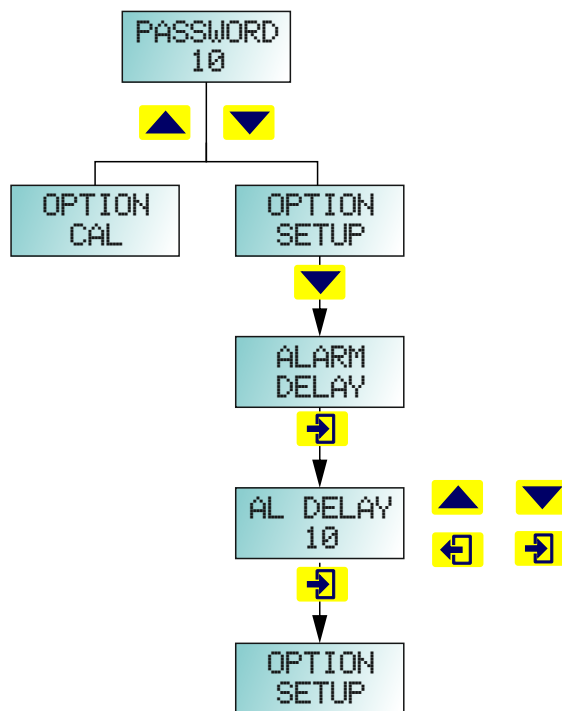 PASSWORD
10
OPTION
CAL
OPTION
SETUP
ALARM
DELAY
AL DELAY
10
OPTION
SETUP